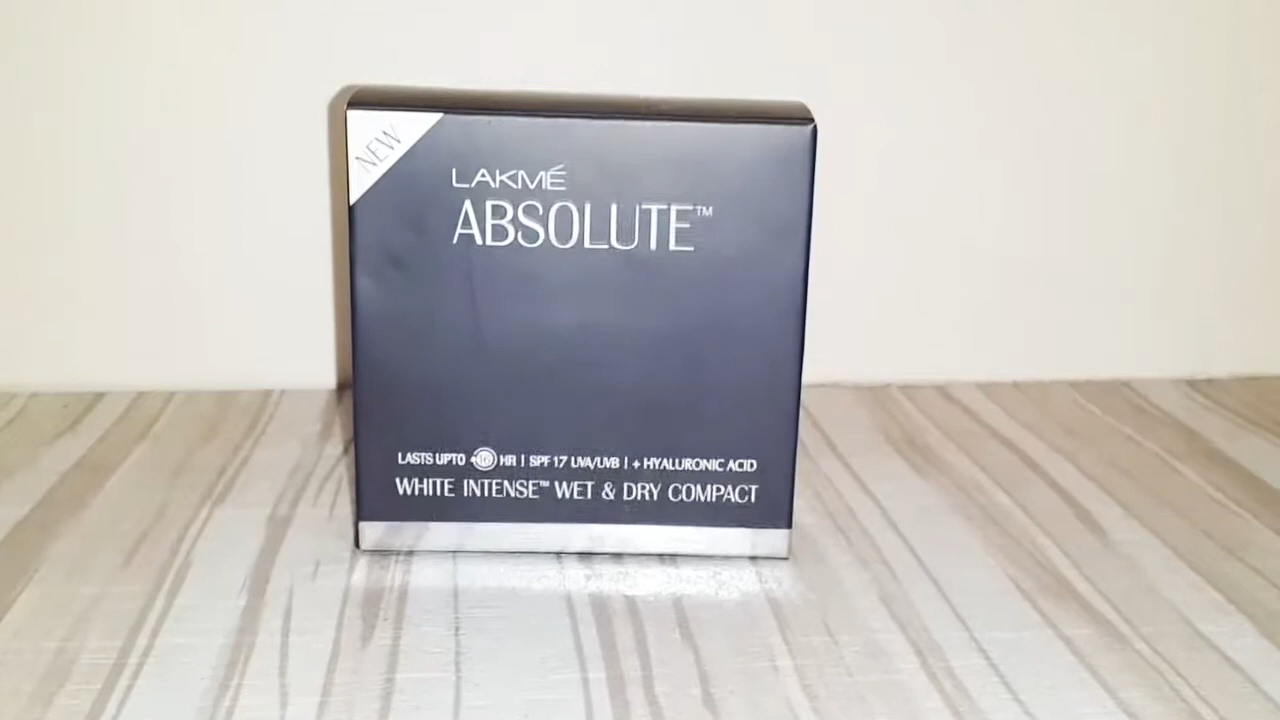 NEW
LAKMÉ
ABSOLUTE™
LASTS UPTO HR | SPF 17 UVA/UVB | + HYALURONIC ACID
WHITE INTENSE™ WET & DRY COMPACT